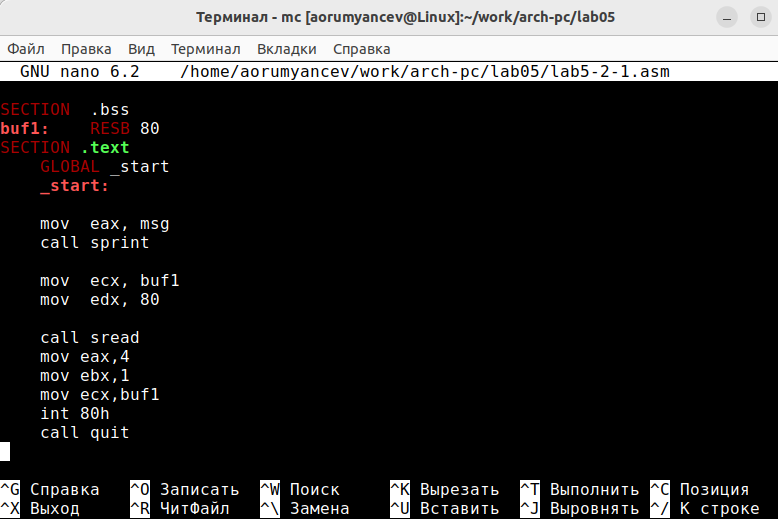 Терминал - mc [aorumyancev@Linux]:~/work/arch-pc/lab05
Файл Правка Вид Терминал Вкладки Справка
GNU nano 6.2 /home/aorumyancev/work/arch-pc/lab05/lab5-2-1.asm
SECTION .bss
buf1: RESB 80
SECTION .text
GLOBAL _start
_start:
mov eax, msg
call sprint
mov ecx, buf1
mov edx, 80
call sread
mov eax,4
mov ebx,1
mov ecx,buf1
int 80h
call quit
^G Справка ^O Записать ^W Поиск ^K Вырезать ^T Выполнить ^C Позиция
^X Выход ^R ЧитФайл ^\ Замена ^U Вставить ^J Выровнять ^/ К строке